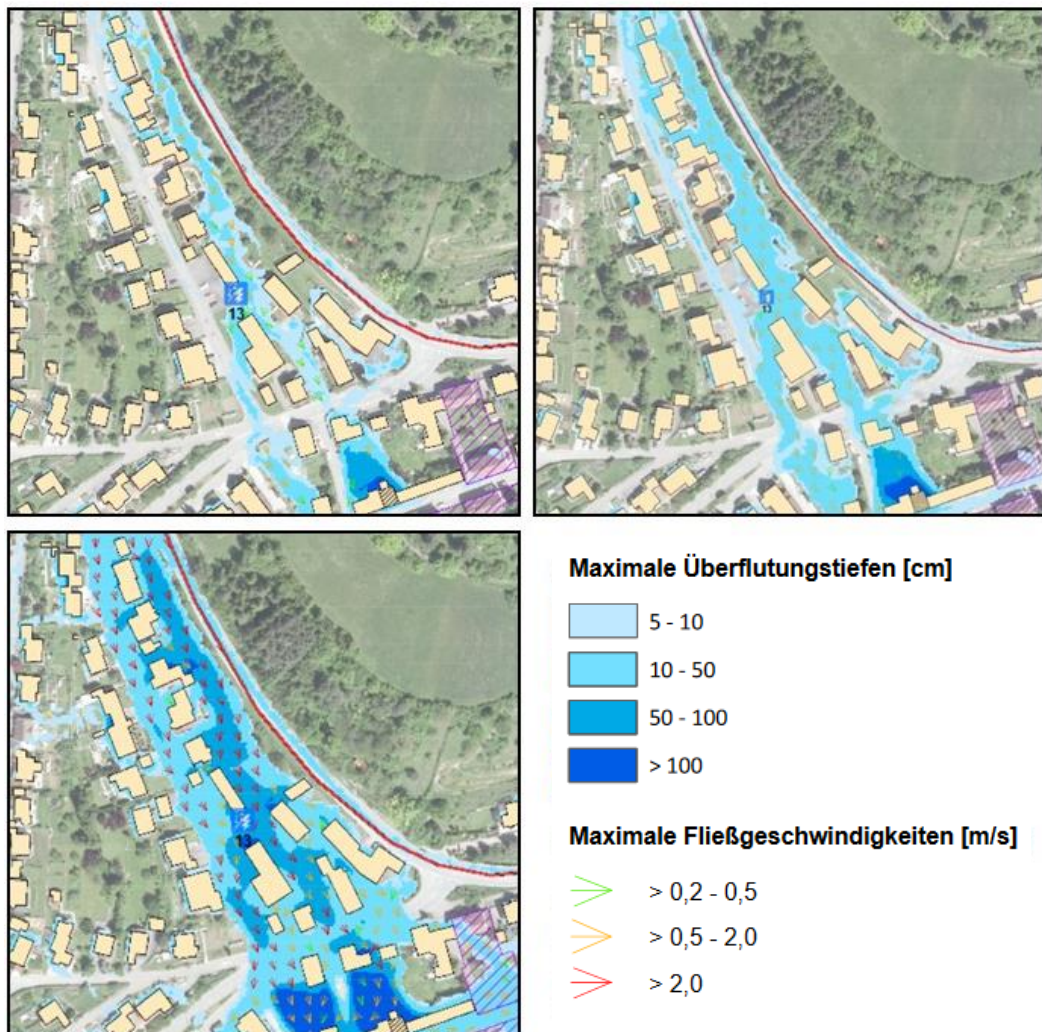 13
13
13
Maximale Überflutungstiefen [cm]
5 - 10
10 - 50
50 - 100
> 100
Maximale Fließgeschwindigkeiten [m/s]
> 0,2 - 0,5
> 0,5 - 2,0
> 2,0